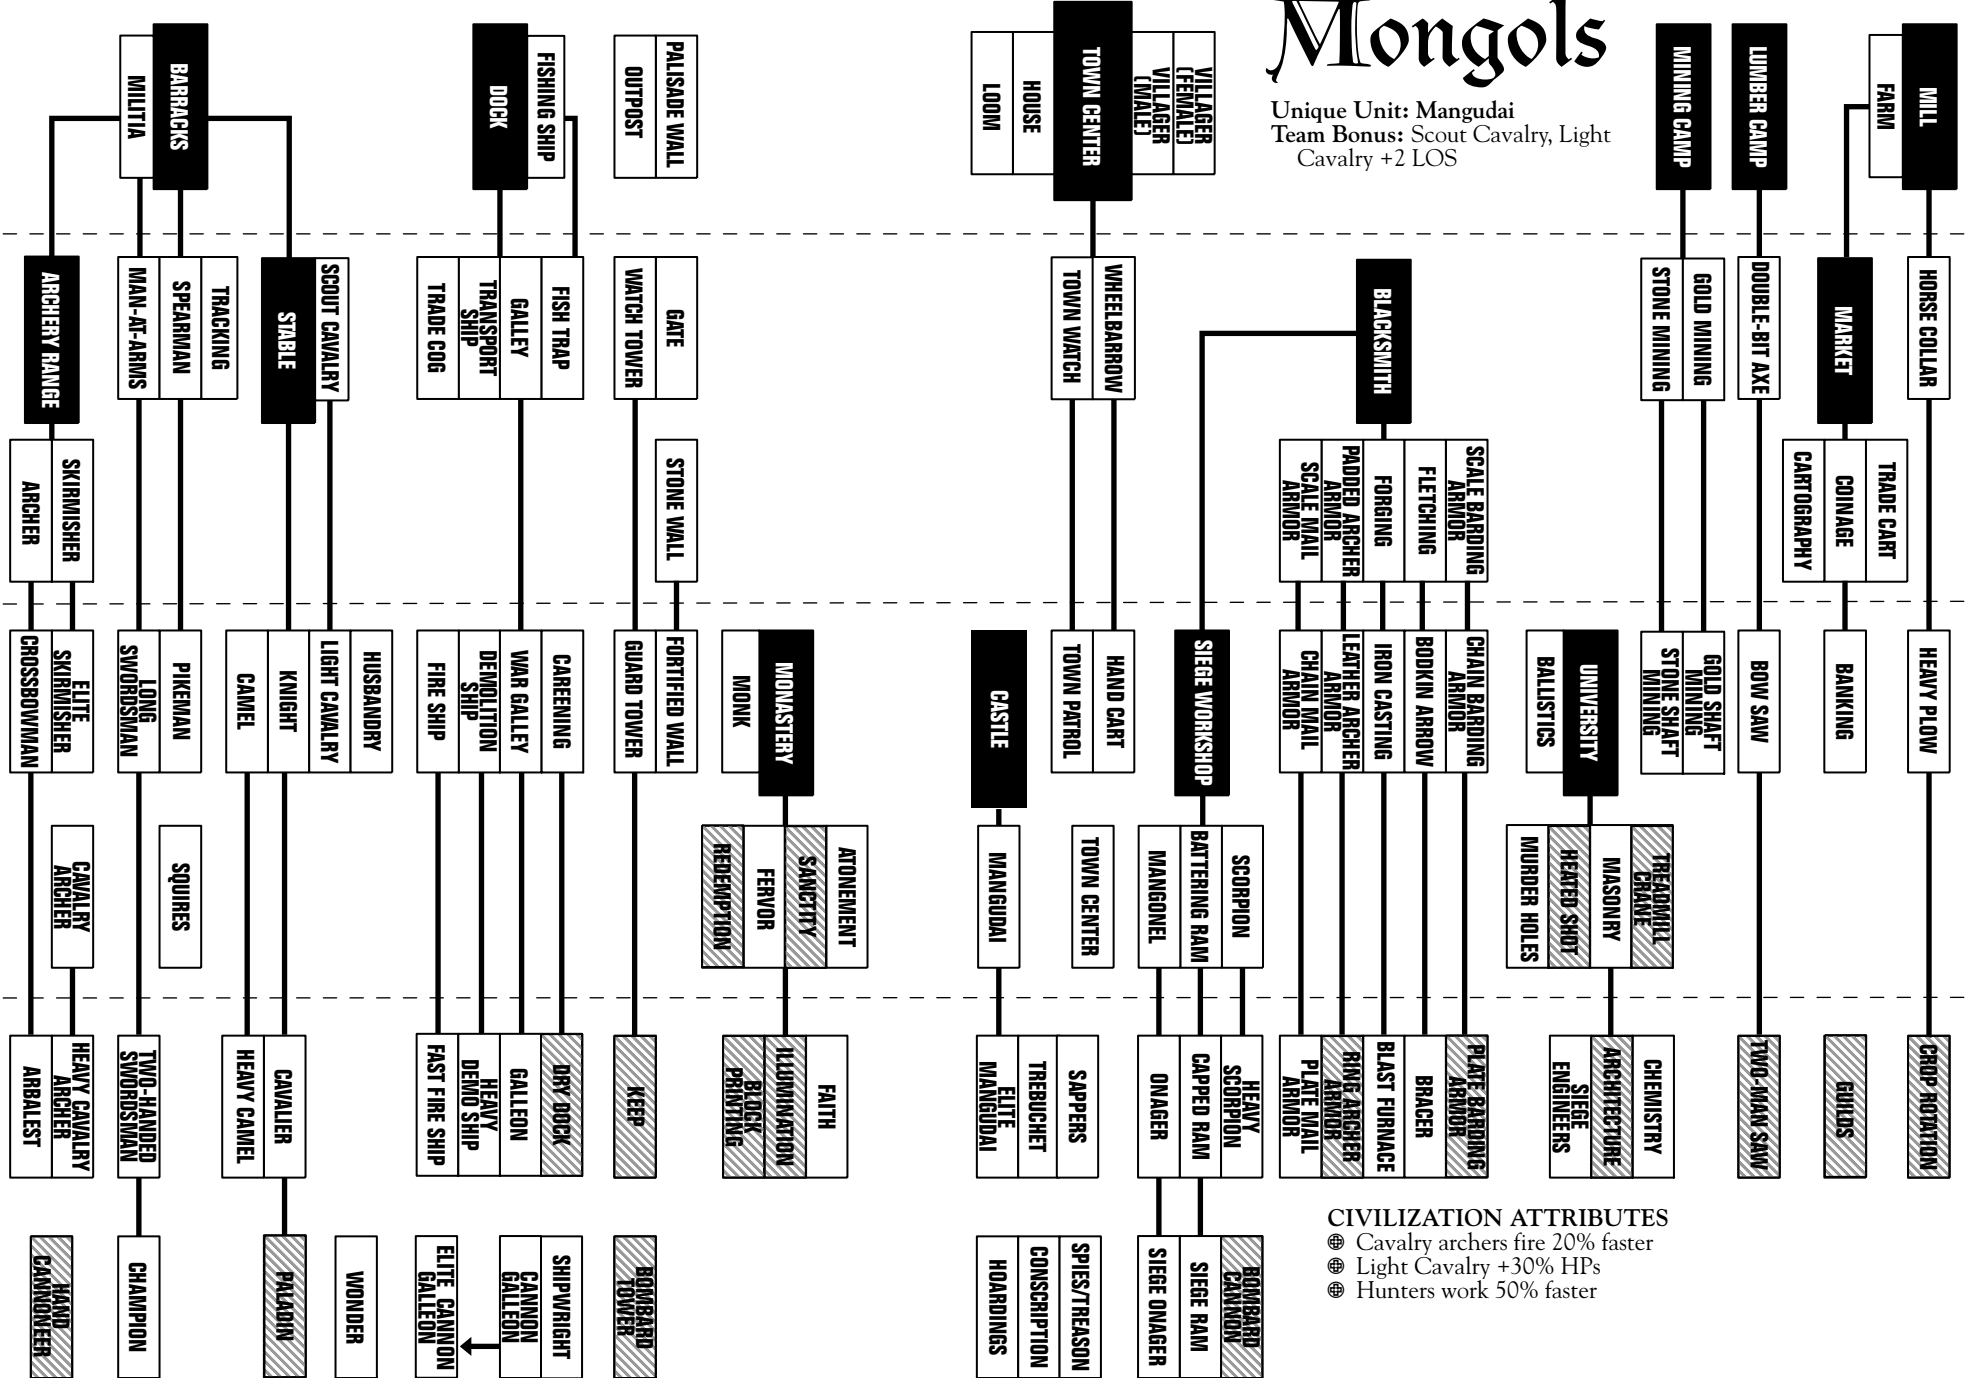 Mongols
Unique Unit: Mangudai
Team Bonus: Scout Cavalry, Light
Cavalry +2 LOS
BARRACKS
MILITIA
DOCK
FISHING SHIP
PALISADE WALL
OUTPOST
TOWN CENTER
VILLAGER
(FEMALE)
VILLAGER
(MALE)
HOUSE
LOOM
MINING CAMP
LUMBER CAMP
MILL
FARM
ARCHERY RANGE
TRACKING
SPEARMAN
MAN-AT-ARMS
SCOUT CAVALRY
STABLE
FISH TRAP
GALLEY
TRANSPORT
SHIP
TRADE COG
GATE
WATCH TOWER
WHEELBARROW
TOWN WATCH
BLACKSMITH
GOLD MINING
STONE MINING
DOUBLE-BIT AXE
MARKET
HORSE COLLAR
SKIRMISHER
ARCHER
STONE WALL
SCALE BARDING
ARMOR
FLETCHING
FORGING
PADDED ARCHER
ARMOR
SCALE MAIL
ARMOR
TRADE CART
COINAGE
CARTOGRAPHY
ELITE
SKIRMISHER
CROSSBOWMAN
PIKEMAN
LONG
SWORDSMAN
HUSBANDRY
LIGHT CAVALRY
KNIGHT
CAMEL
CAREENING
WAR GALLEY
DEMOLITION
SHIP
FIRE SHIP
FORTIFIED WALL
GUARD TOWER
MONASTERY
MONK
CASTLE
HAND CART
TOWN PATROL
SIEGE WORKSHOP
CHAIN BARDING
ARMOR
BODKIN ARROW
IRON CASTING
LEATHER ARCHER
ARMOR
CHAIN MAIL
ARMOR
UNIVERSITY
BALLISTICS
GOLD SHAFT
MINING
STONE SHAFT
MINING
BOW SAW
BANKING
HEAVY PLOW
CAVALRY
ARCHER
SQUIRES
ATONEMENT
SANCTITY
FERVOR
REDEMPTION
MANGUDAI
TOWN CENTER
SCORPION
BATTERING RAM
MANGONEL
TREADMILL
CRANE
MASONRY
HEATED SHOT
MURDER HOLES
HEAVY CAVALRY
ARCHER
ARBALEST
TWO-HANDED
SWORDSMAN
CAVALIER
HEAVY CAMEL
DRY DOCK
GALLEON
HEAVY
DEMO SHIP
FAST FIRE SHIP
KEEP
FAITH
ILLUMINATION
BLOCK
PRINTING
SAPPERS
TREBUCHET
ELITE
MANGUDAI
HEAVY
SCORPION
CAPPED RAM
ONAGER
PLATE BARDING
ARMOR
BRACER
BLAST FURNACE
RING ARCHER
ARMOR
PLATE MAIL
ARMOR
CHEMISTRY
ARCHITECTURE
SIEGE
ENGINEERS
TWO-MAN SAW
GUILDS
CROP ROTATION
HAND
CANNONEER
CHAMPION
PALADIN
WONDER
SHIPWRIGHT
CANNON
GALLEON
ELITE CANNON
GALLEON
BOMBARD
TOWER
SPIES/TREASON
CONSCRIPTION
HOARDINGS
BOMBARD
CANNON
SIEGE RAM
SIEGE ONAGER
CIVILIZATION ATTRIBUTES
Cavalry archers fire 20% faster
Light Cavalry +30% HPs
Hunters work 50% faster